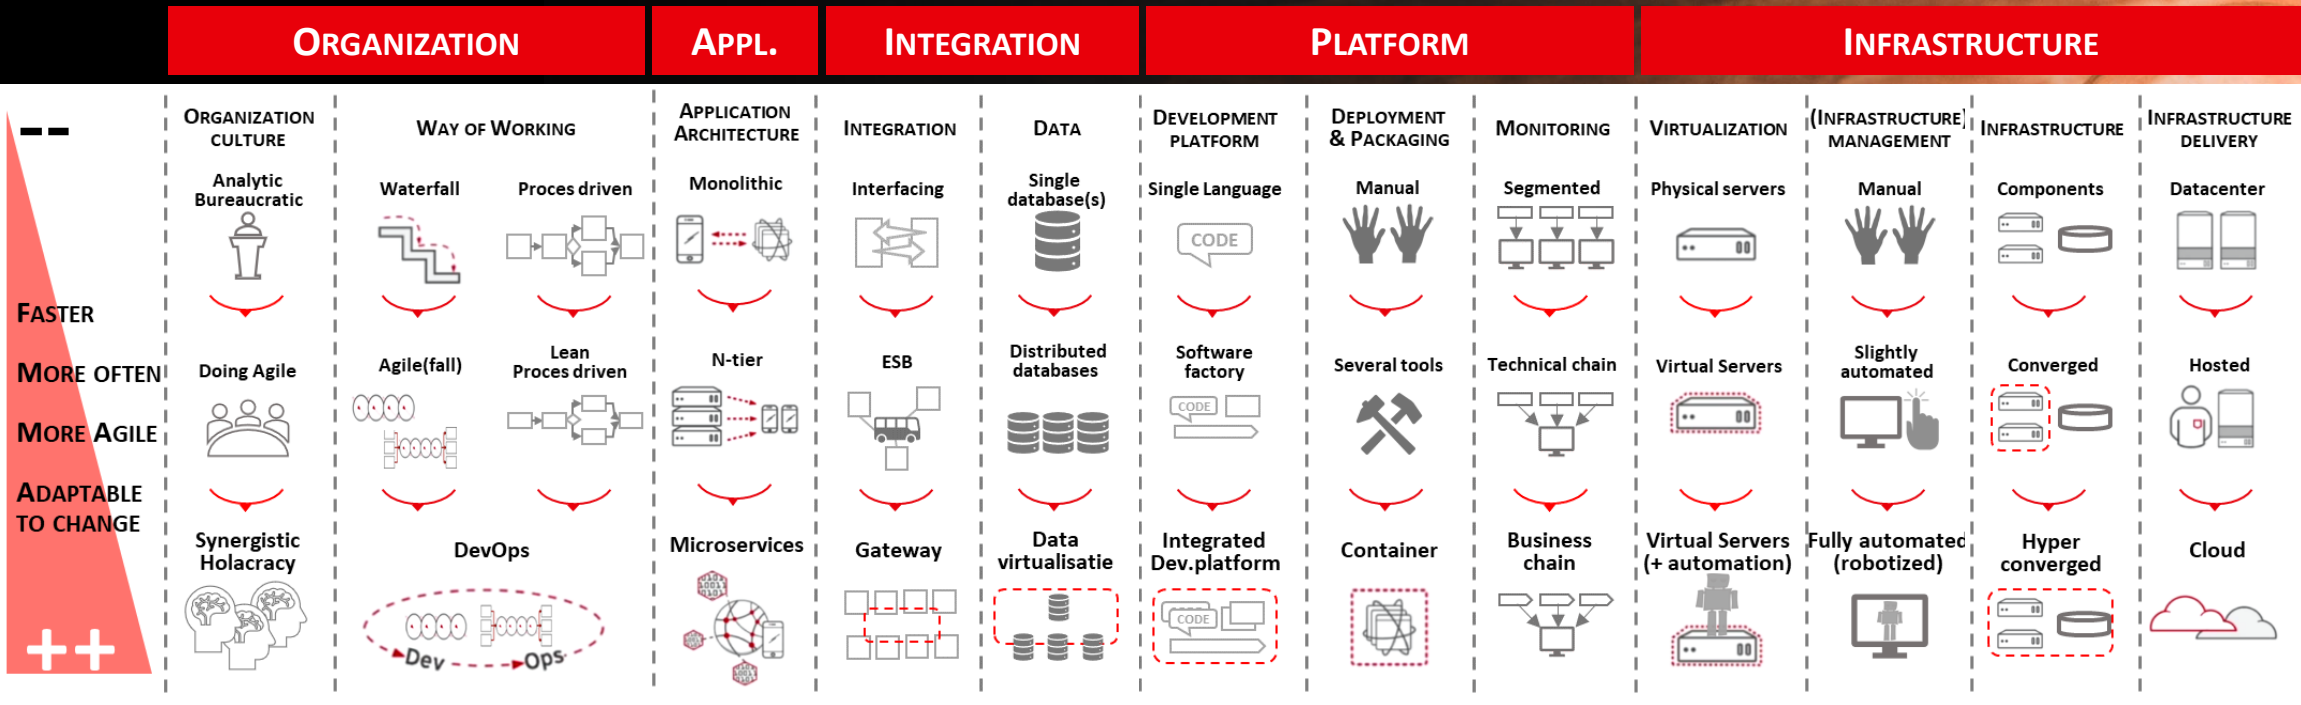 ORGANIZATION
APPL.
INTEGRATION
PLATFORM
INFRASTRUCTURE
--
FASTER
MORE OFTEN
MORE AGILE
ADAPTABLE
TO CHANGE
++
ORGANIZATION
CULTURE
WAY OF WORKING
APPLICATION
ARCHITECTURE
INTEGRATION
DATA
DEVELOPMENT
PLATFORM
DEPLOYMENT
& PACKAGING
MONITORING
VIRTUALIZATION
(INFRASTRUCTURE)
MANAGEMENT
INFRASTRUCTURE
INFRASTRUCTURE
DELIVERY
Analytic
Bureaucratic
Waterfall
Proces driven
Monolithic
Interfacing
Single
database(s)
Single Language
CODE
Manual
Segmented
Physical servers
Manual
Components
Datacenter
Doing Agile
Agile(fall)
Lean
Proces driven
N-tier
ESB
Distributed
databases
Software
factory
CODE
Several tools
Technical chain
Virtual Servers
Slightly
automated
Converged
Hosted
Synergistic
Holacracy
DevOps
Dev
Ops
Microservices
0101
10011
0101
10011
Gateway
Data
virtualisatie
Integrated
Dev.platform
CODE
Container
Business
chain
Virtual Servers
(+ automation)
Fully automated
(robotized)
Hyper
converged
Cloud